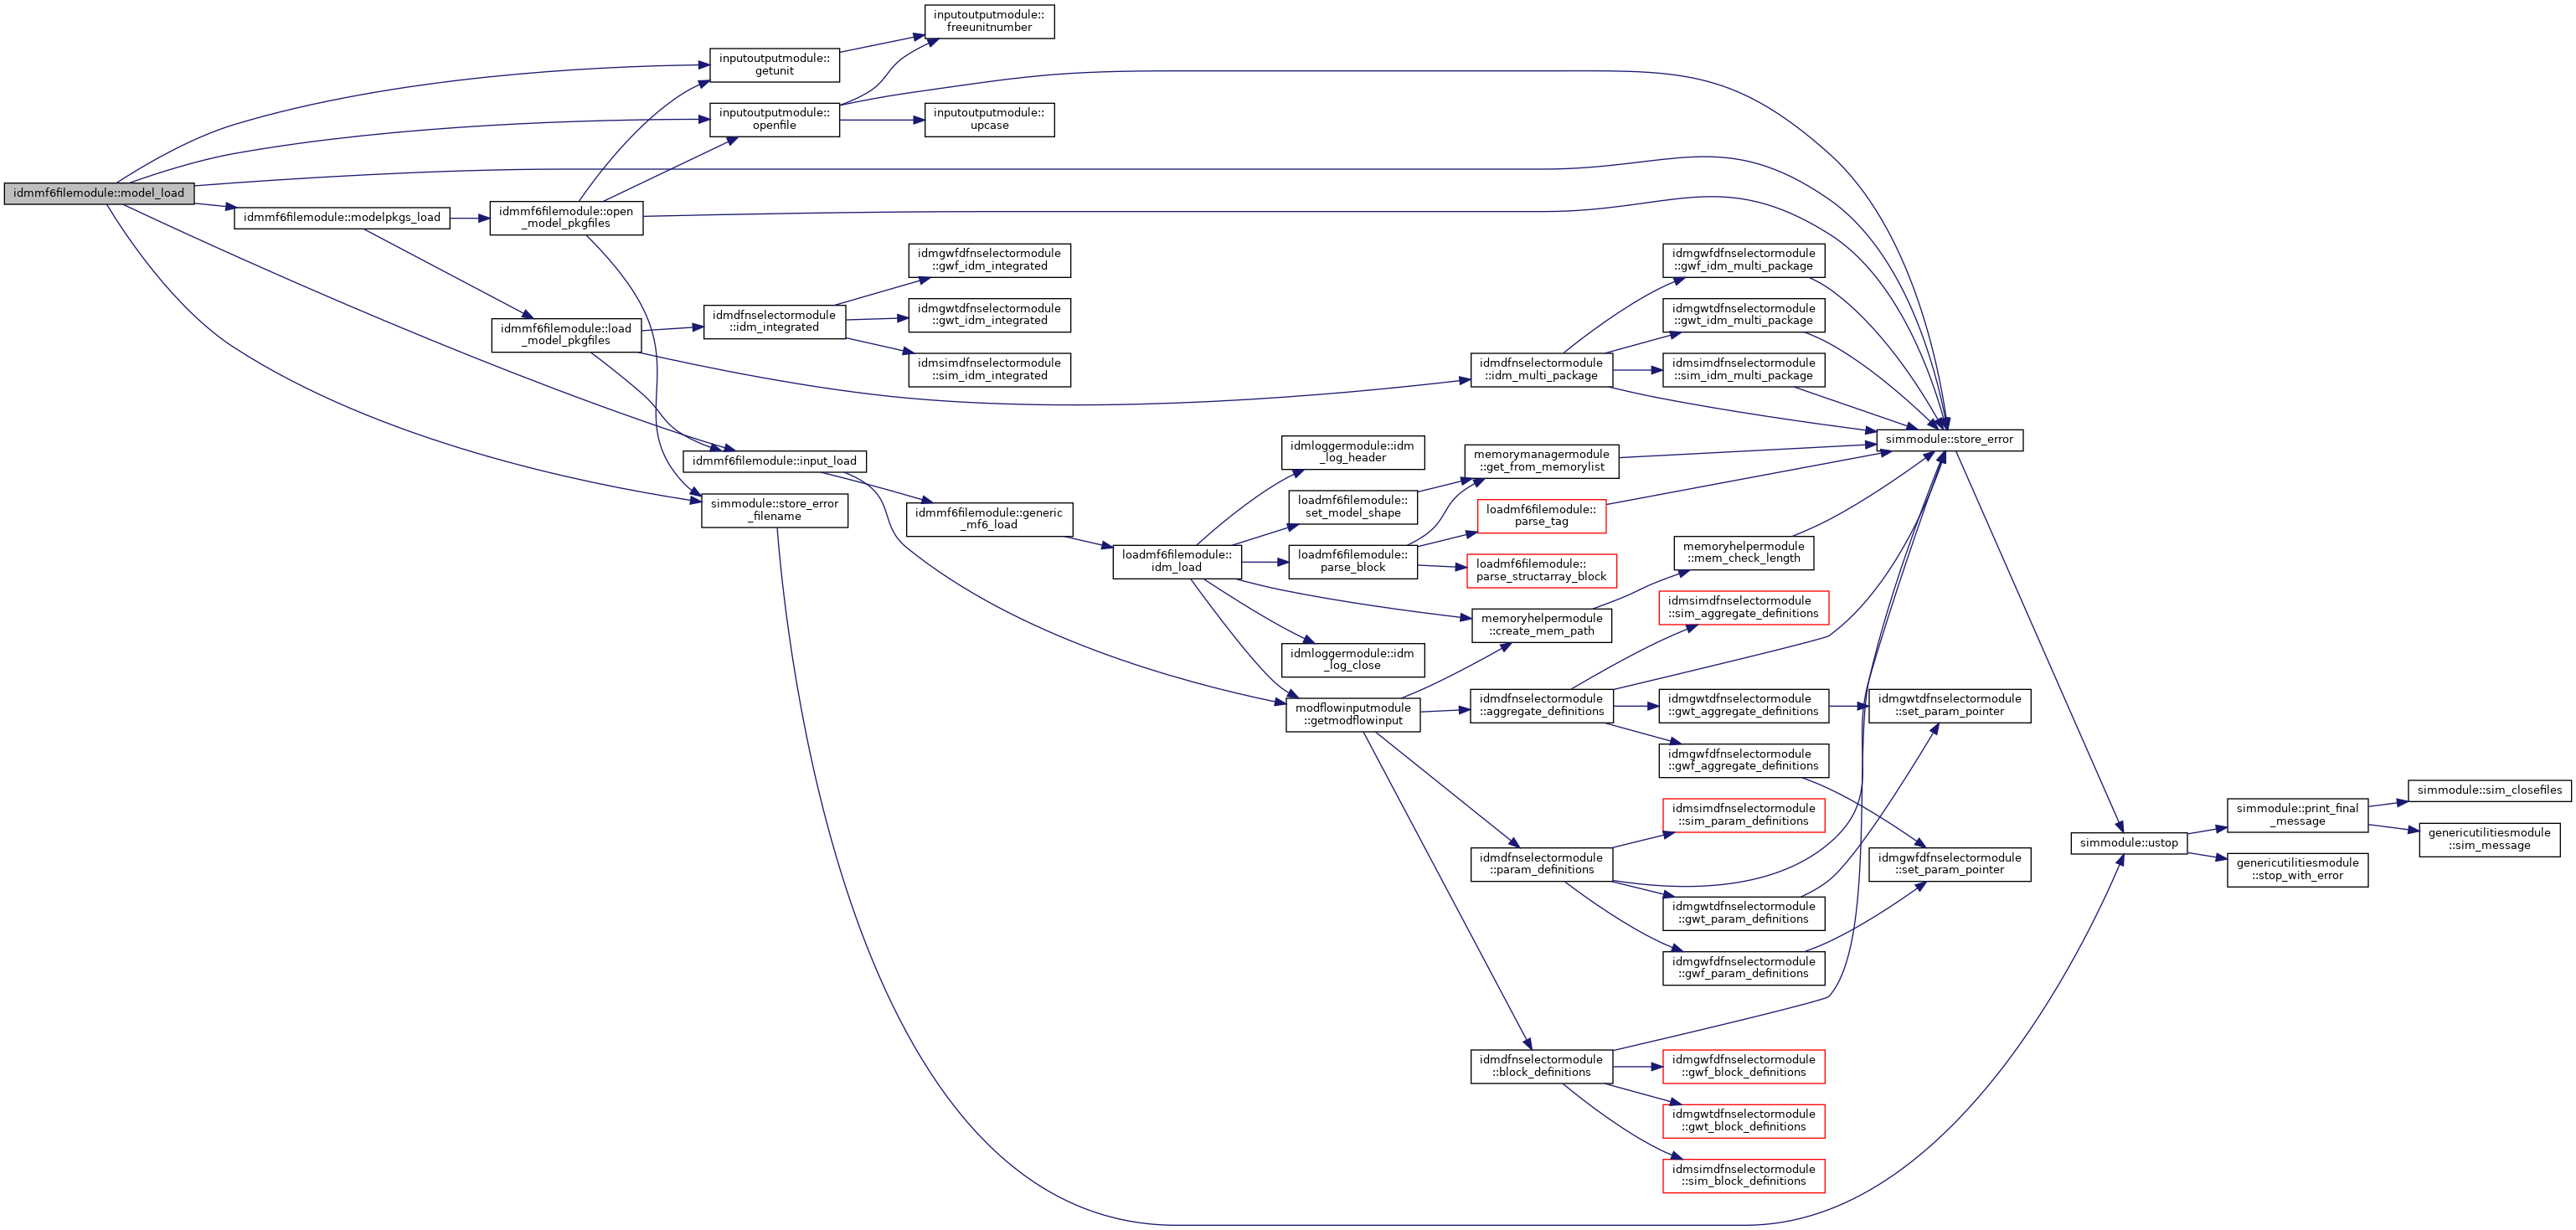 idmmf6filemodule::model_load
idmmf6filemodule::modelpkgs_load
idmmf6filemodule::open
_model_pkgfiles
idmmf6filemodule::load
_model_pkgfiles
inputoutputmodule::
getunit
inputoutputmodule::
openfile
inputoutputmodule::
freeunitnumber
inputoutputmodule::
upcase
idmdfnselectormodule
::idm_integrated
idmgwfdfnselectormodule
::gwf_idm_integrated
idmgwtdfnselectormodule
::gwt_idm_integrated
idmsimdfnselectormodule
::sim_idm_integrated
idmmf6filemodule::input_load
simmodule::store_error
_filename
idmmf6filemodule::generic
_mf6_load
loadmf6filemodule::
idm_load
idmloggermodule::idm
_log_header
loadmf6filemodule::
set_model_shape
loadmf6filemodule::
parse_block
idmloggermodule::idm
_log_close
modflowinputmodule
::getmodflowinput
idmdfnselectormodule
::idm_multi_package
memorymanagermodule
::get_from_memorylist
loadmf6filemodule::
parse_tag
loadmf6filemodule::
parse_structarray_block
memoryhelpermodule
::create_mem_path
idmdfnselectormodule
::aggregate_definitions
idmdfnselectormodule
::param_definitions
idmdfnselectormodule
::block_definitions
idmgwfdfnselectormodule
::gwf_idm_multi_package
idmgwtdfnselectormodule
::gwt_idm_multi_package
idmsimdfnselectormodule
::sim_idm_multi_package
memoryhelpermodule
::mem_check_length
idmsimdfnselectormodule
::sim_aggregate_definitions
idmgwtdfnselectormodule
::gwt_aggregate_definitions
idmgwfdfnselectormodule
::gwf_aggregate_definitions
idmsimdfnselectormodule
::sim_param_definitions
idmgwtdfnselectormodule
::gwt_param_definitions
idmgwfdfnselectormodule
::gwf_param_definitions
idmgwfdfnselectormodule
::gwf_block_definitions
idmgwtdfnselectormodule
::gwt_block_definitions
idmsimdfnselectormodule
::sim_block_definitions
simmodule::store_error
idmgwtdfnselectormodule
::set_param_pointer
idmgwfdfnselectormodule
::set_param_pointer
simmodule::ustop
simmodule::print_final
_message
genericutilitiesmodule
::stop_with_error
simmodule::sim_closefiles
genericutilitiesmodule
::sim_message